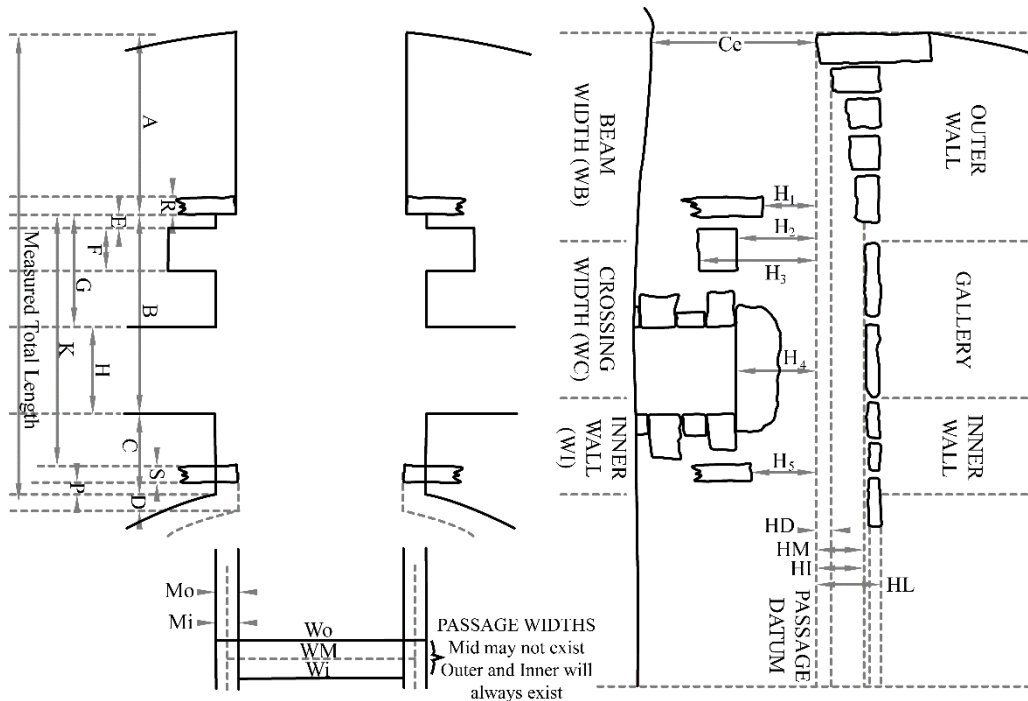 A
R
E
F
G
B
H
K
Measured Total Length
C
S
P
D
Mo
Mi
Wo
WM
Wi
PASSAGE WIDTHS
Mid may not exist
Outer and Inner will
always exist
Cc
BEAM
WIDTH (WB)
CROSSING
WIDTH (WC)
INNER
WALL
(WI)
H₁
H₂
H₃
H₄
H₅
OUTER
WALL
GALLERY
INNER
WALL
HD
HM
HI
HL
PASSAGE
DATUM